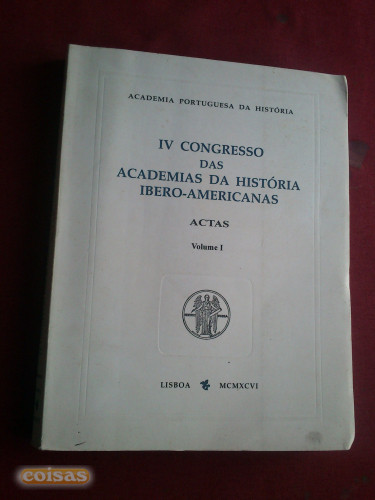 ACADEMIA PORTUGUESA DA HISTÓRIA
IV CONGRESSO
DAS
ACADEMIAS DA HISTÓRIA
IBERO-AMERICANAS
ACTAS
Volume I
LISBOA MCMXCVI
coisas